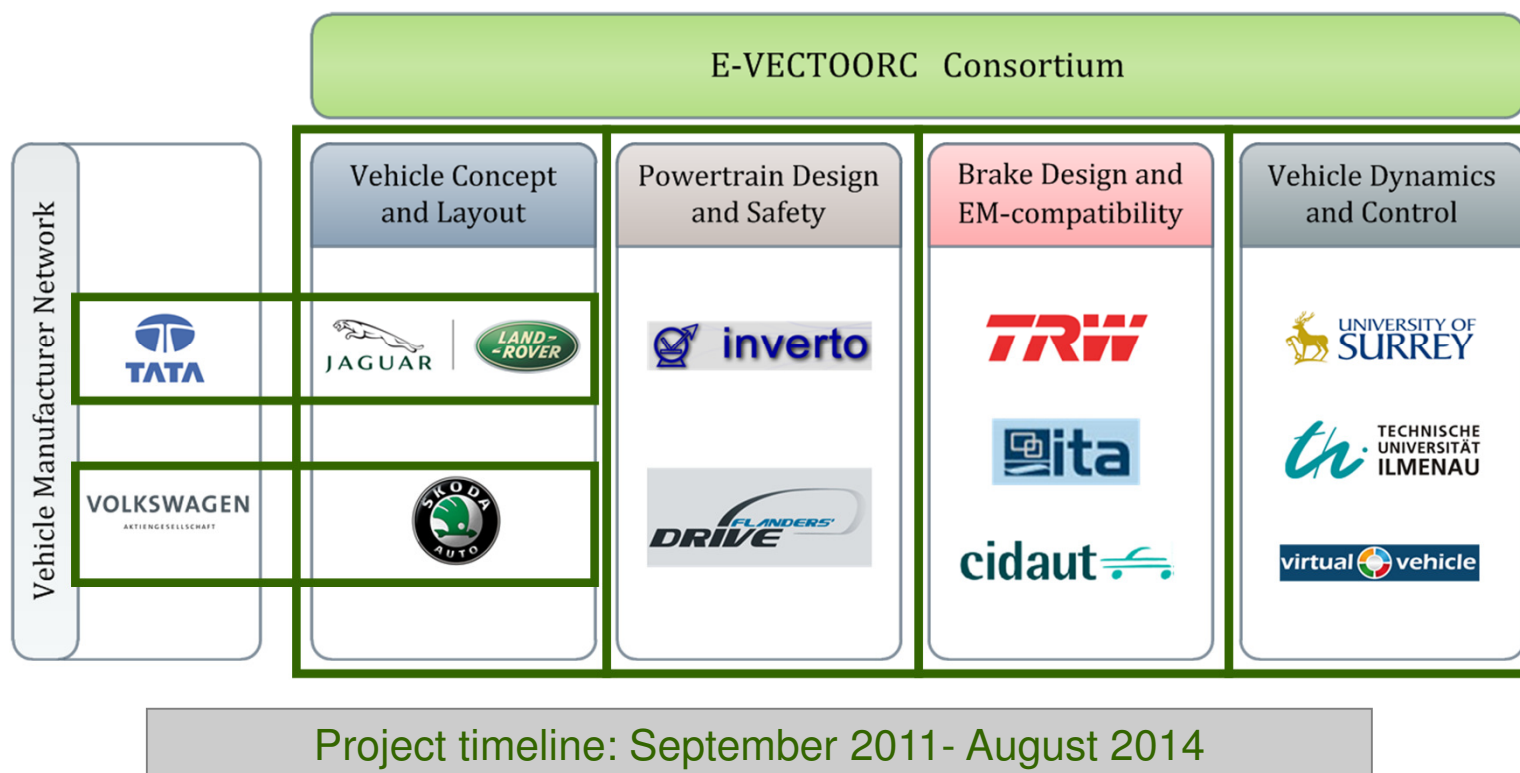 E-VECTOORC Consortium
Vehicle Manufacturer Network
Vehicle Concept
and Layout
Powertrain Design
and Safety
Brake Design and
EM-compatibility
Vehicle Dynamics
and Control
TATA
JAGUAR
LAND-
-ROVER
inverto
TRW
UNIVERSITY OF
SURREY
VOLKSWAGEN
AKTIENGESELLSCHAFT
SKODA
AUTO
FLANDERS'
DRIVE
ita
cidaut
th.
TECHNISCHE
UNIVERSITÄT
ILMENAU
virtual vehicle
Project timeline: September 2011- August 2014